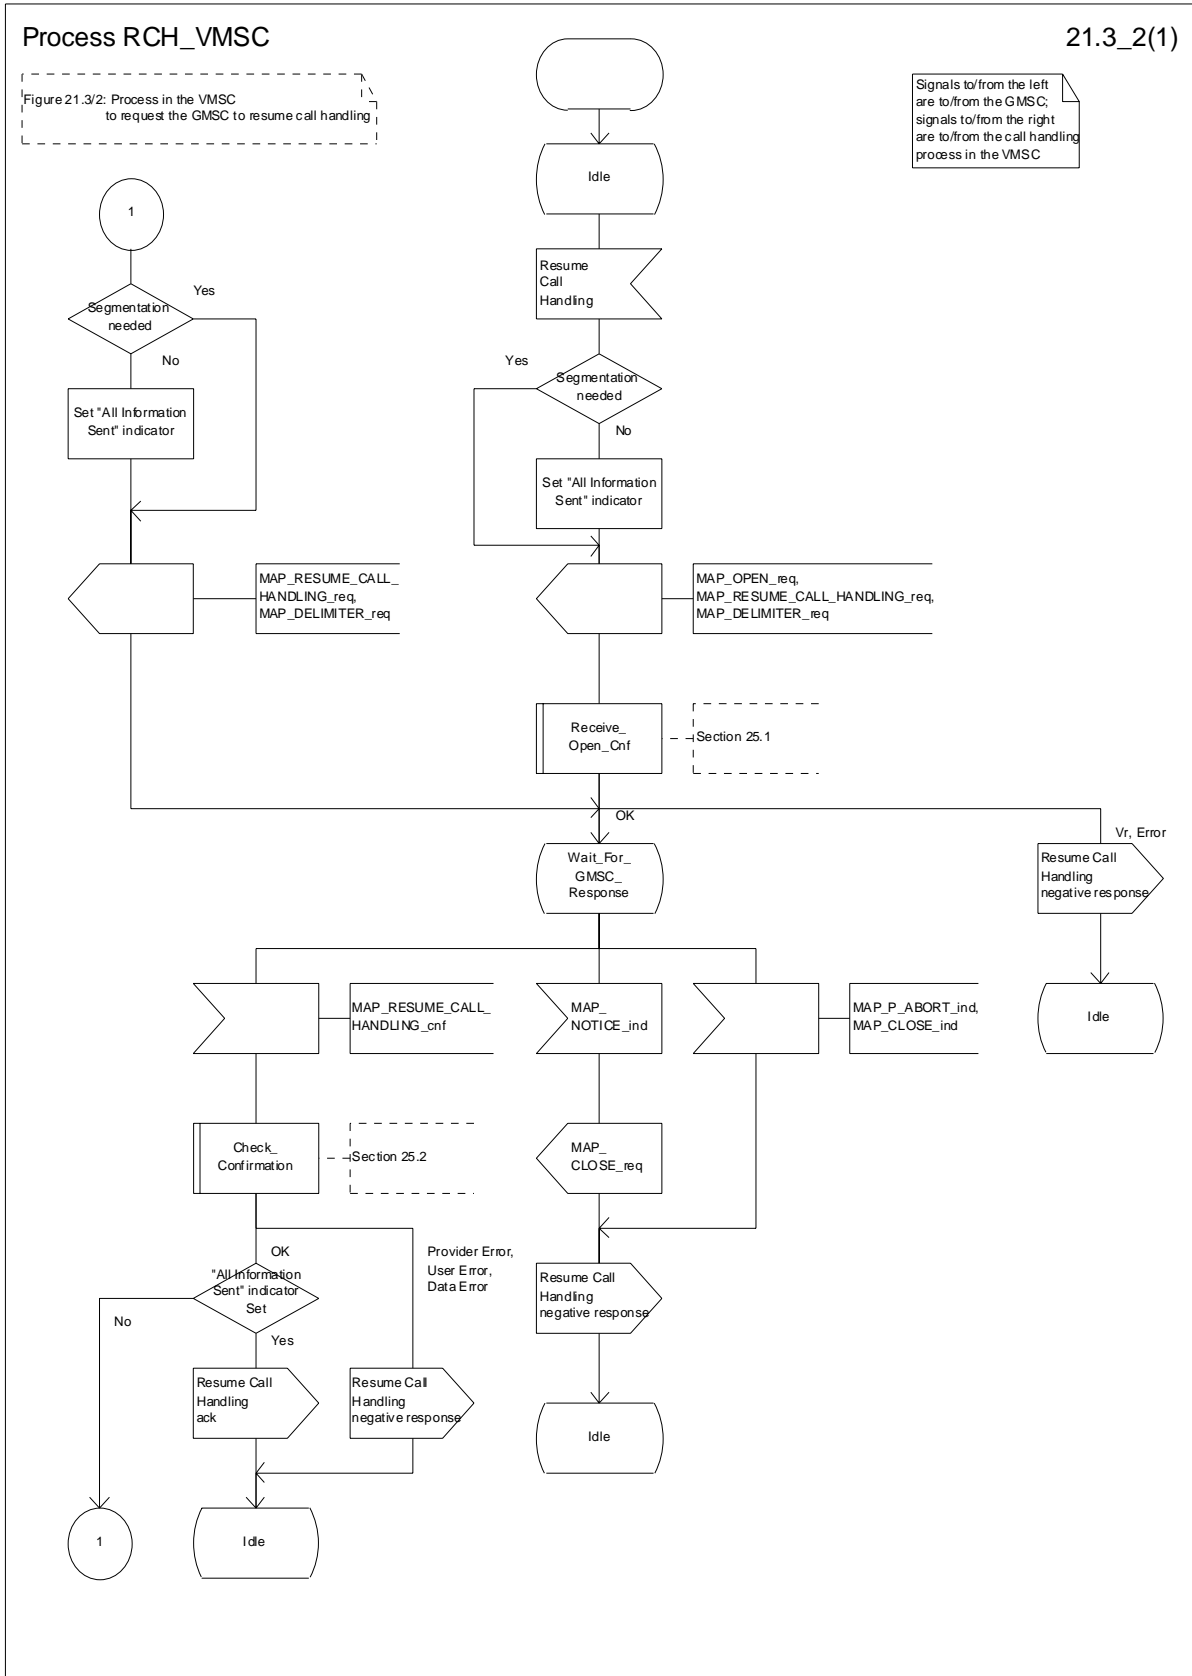 Process RCH_VMSC
21.3_2(1)
Figure 21.3/2: Process in the VMSC
to request the GMSC to resume call handling
Signals to/from the left
are to/from the GMSC;
signals to/from the right
are to/from the call handling
process in the VMSC
Idle
1
Resume
Call
Handling
Segmentation
needed
Yes
No
Set "All Information
Sent" indicator
Yes
Segmentation
needed
No
Set "All Information
Sent" indicator
MAP_RESUME_CALL_
HANDLING_req,
MAP_DELIMITER_req
MAP_OPEN_req,
MAP_RESUME_CALL_HANDLING_req,
MAP_DELIMITER_req
Receive_
Open_Cnf
Section 25.1
OK
Vr, Error
Wait_For_
GMSC_
Response
Resume Call
Handling
negative response
MAP_RESUME_CALL_
HANDLING_cnf
MAP_
NOTICE_ind
MAP_P_ABORT_ind,
MAP_CLOSE_ind
Idle
Check_
Confirmation
Section 25.2
MAP_
CLOSE_req
OK
Provider Error,
User Error,
Data Error
"All Information
Sent" indicator
Set
No
Yes
Resume Call
Handling
negative response
Resume Call
Handling
ack
Resume Call
Handling
negative response
Idle
1
Idle